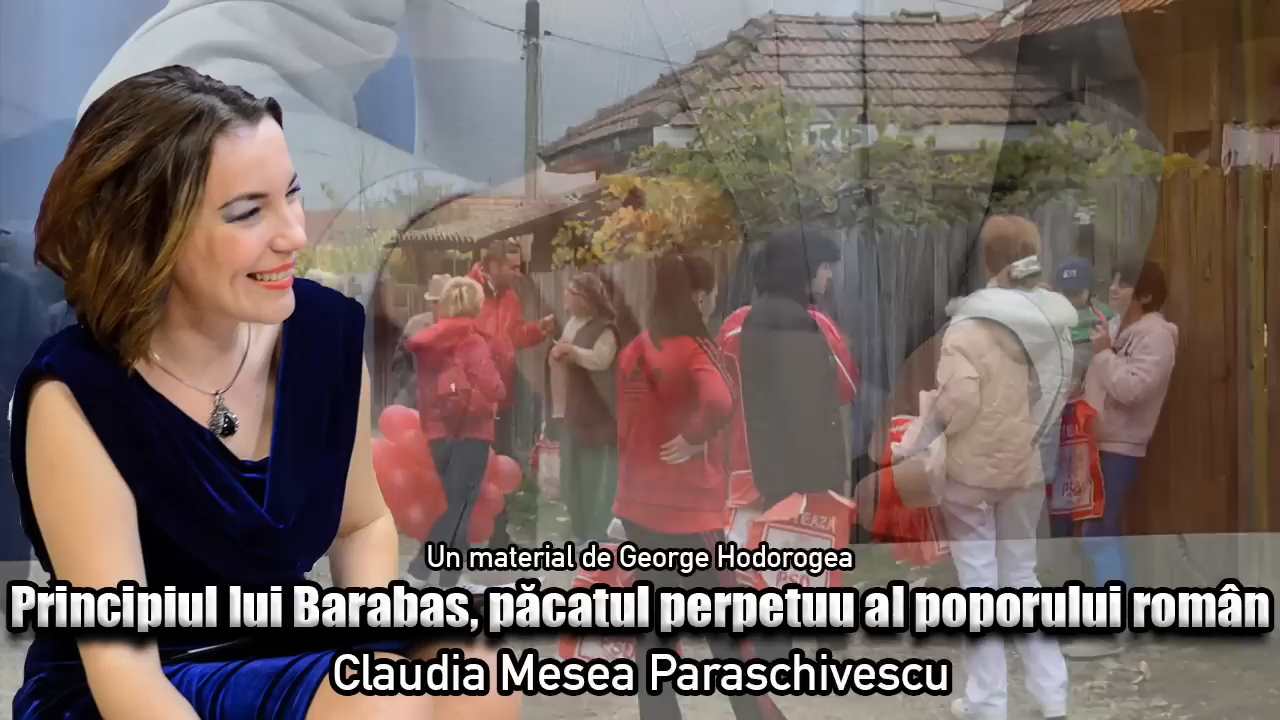 Un material de George Hodorogea
Principiul lui Barabas, păcatul perpetuu al poporului român
Claudia Mesea Paraschivescu